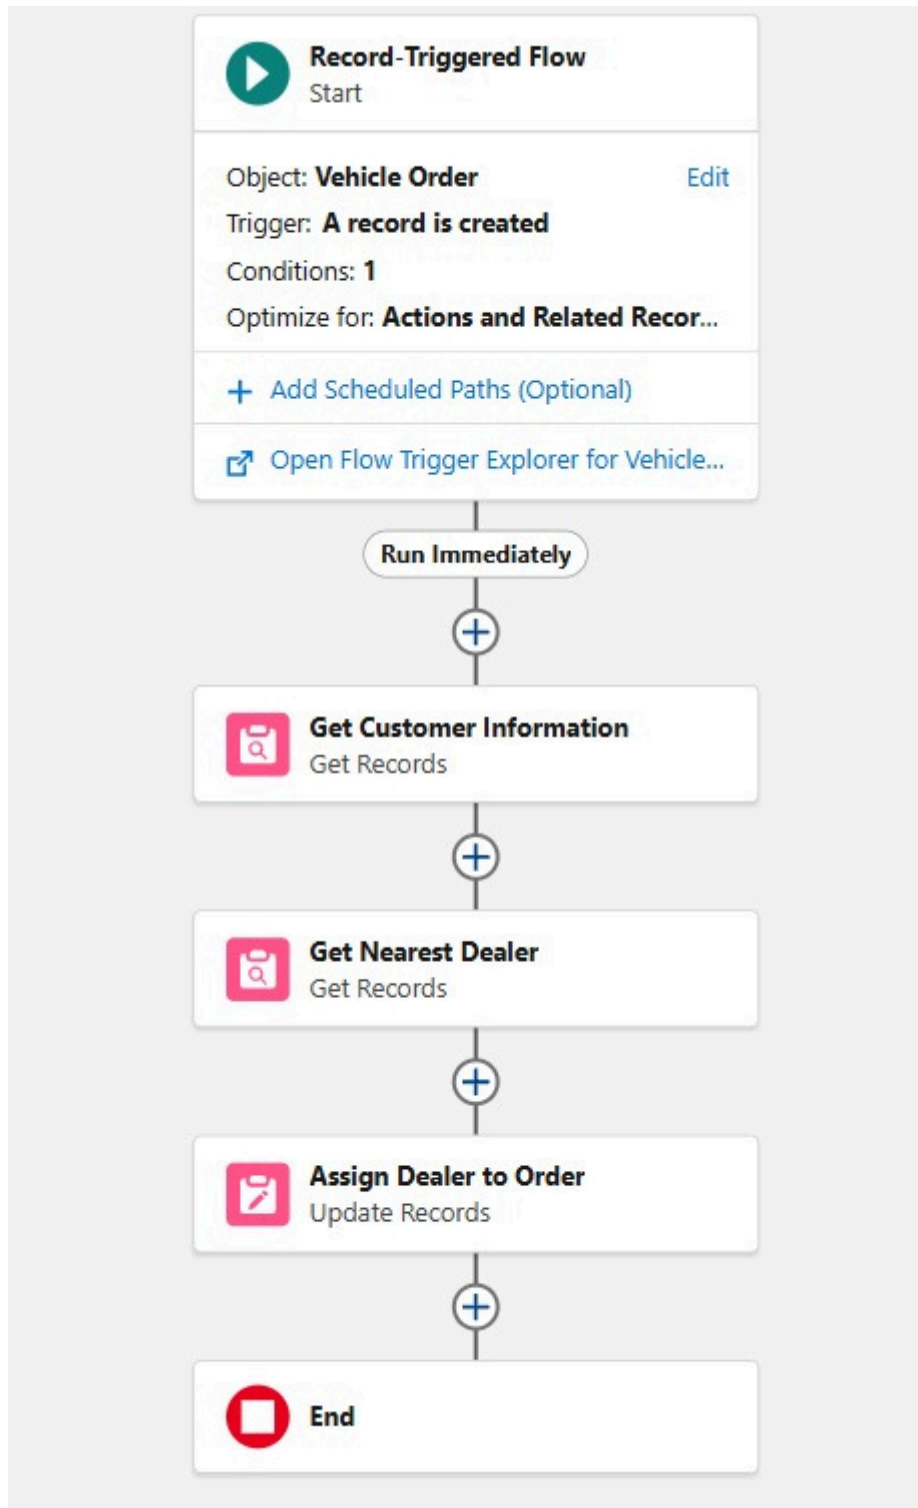 Record-Triggered Flow
Start
Object: Vehicle Order Edit
Trigger: A record is created
Conditions: 1
Optimize for: Actions and Related Recor...
+ Add Scheduled Paths (Optional)
Open Flow Trigger Explorer for Vehicle...
Run Immediately
Get Customer Information
Get Records
Get Nearest Dealer
Get Records
Assign Dealer to Order
Update Records
End